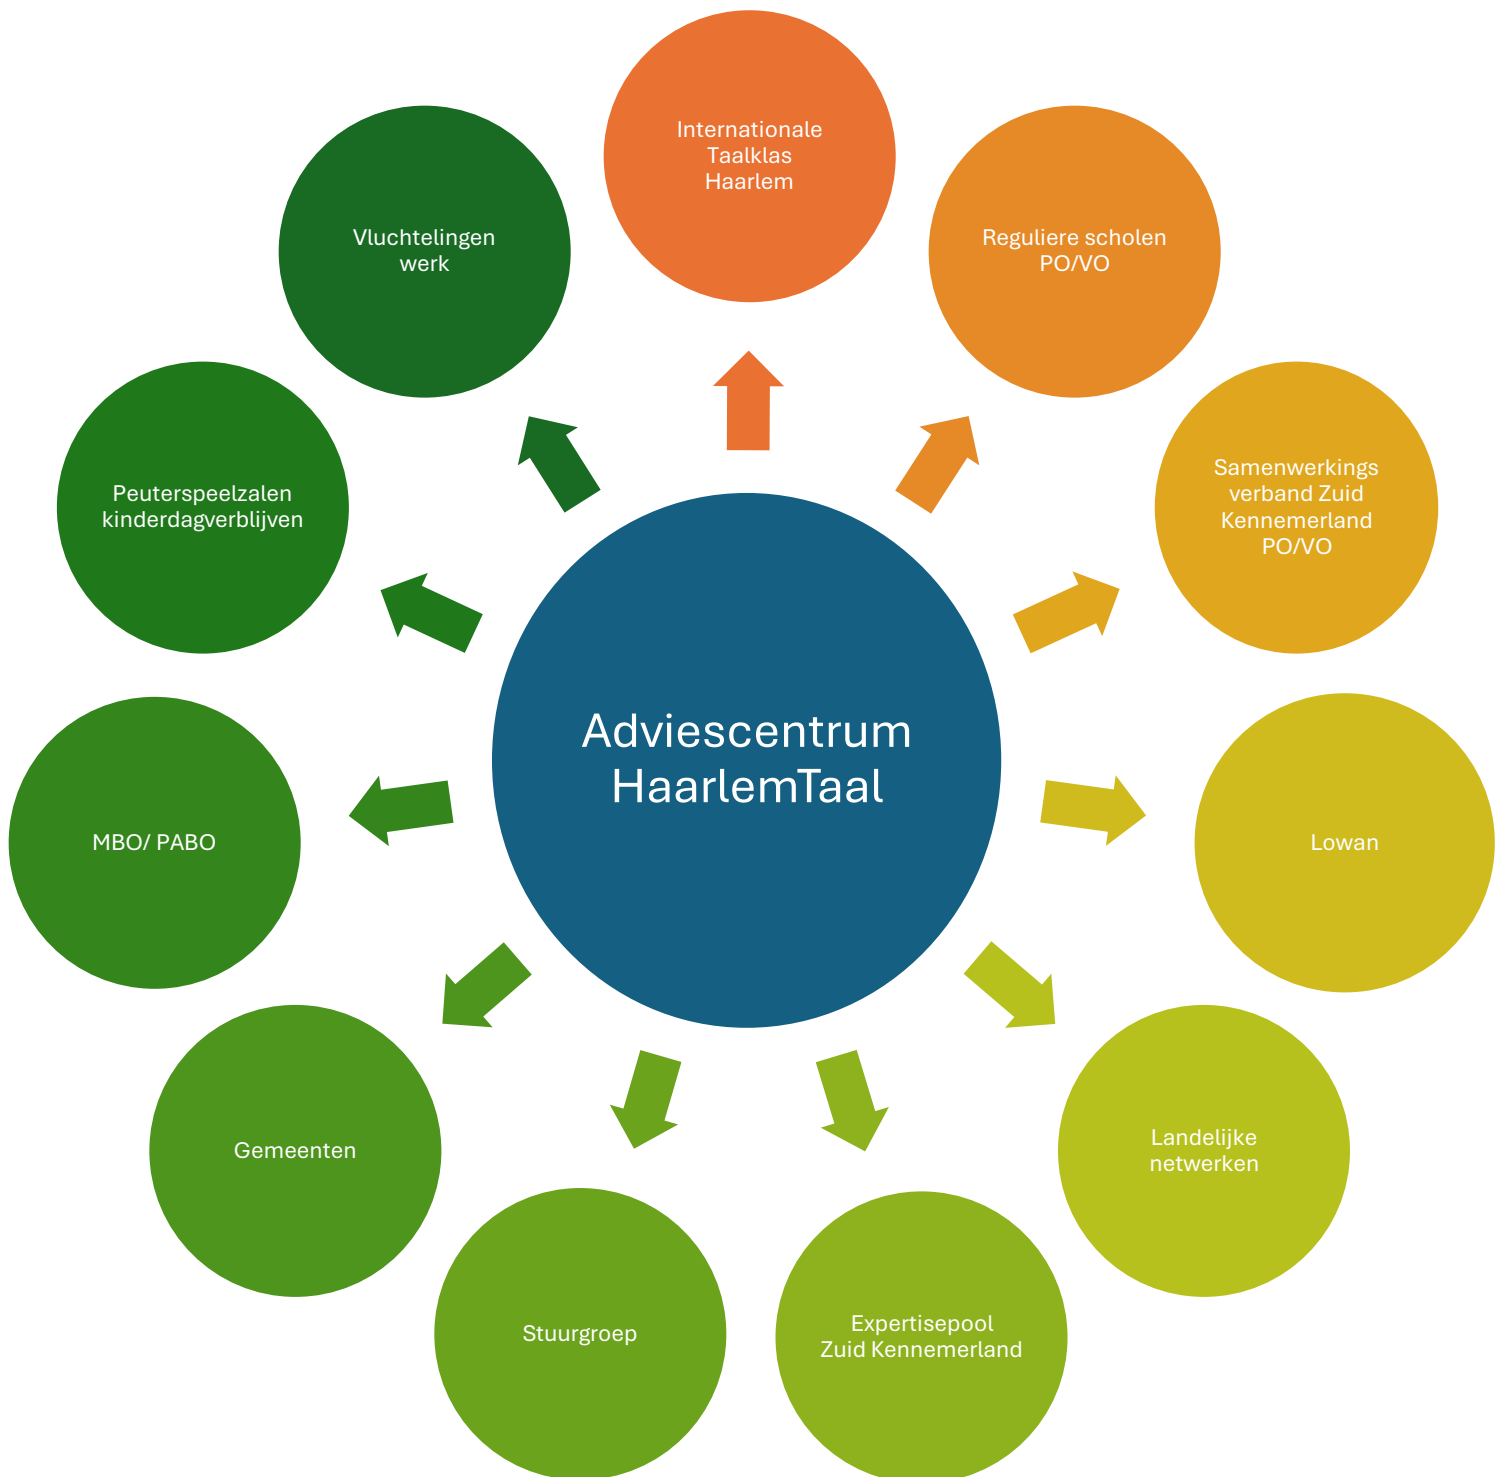 Internationale
Taalklas
Haarlem
Reguliere scholen
PO/VO
Samenwerkings
verband Zuid
Kennemerland
PO/VO
Lowan
Landelijke
netwerken
Expertisepool
Zuid Kennemerland
Stuurgroep
Gemeenten
MBO/ PABO
Peuterspeelzalen
kinderdagverblijven
Vluchtelingen
werk
Adviescentrum
HaarlemTaal